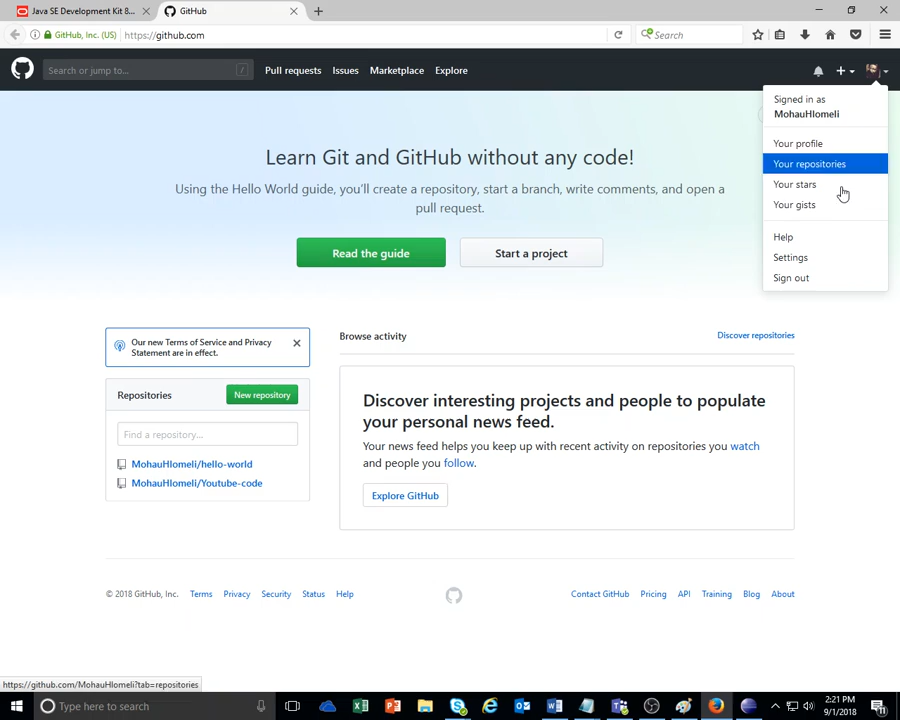 Java SE Development Kit 8...
GitHub
GitHub, Inc. (US)
https://github.com
Search
Search or jump to...
/
Pull requests
Issues
Marketplace
Explore
Signed in as
MohauHlomeli
Your profile
Your repositories
Your stars
Your gists
Help
Settings
Sign out
Learn Git and GitHub without any code!
Using the Hello World guide, you'll create a repository, start a branch, write comments, and open a
pull request.
Read the guide
Start a project
Our new Terms of Service and Privacy
Statement are in effect.
Repositories
New repository
Find a repository...
MohauHlomeli/hello-world
MohauHlomeli/Youtube-code
Browse activity
Discover repositories
Discover interesting projects and people to populate
your personal news feed.
Your news feed helps you keep up with recent activity on repositories you watch
and people you follow.
Explore GitHub
© 2018 GitHub, Inc.
Terms
Privacy
Security
Status
Help
Contact GitHub
Pricing
API
Training
Blog
About
https://github.com/MohauHlomeli?tab=repositories
Type here to search
2:21 PM
9/1/2018